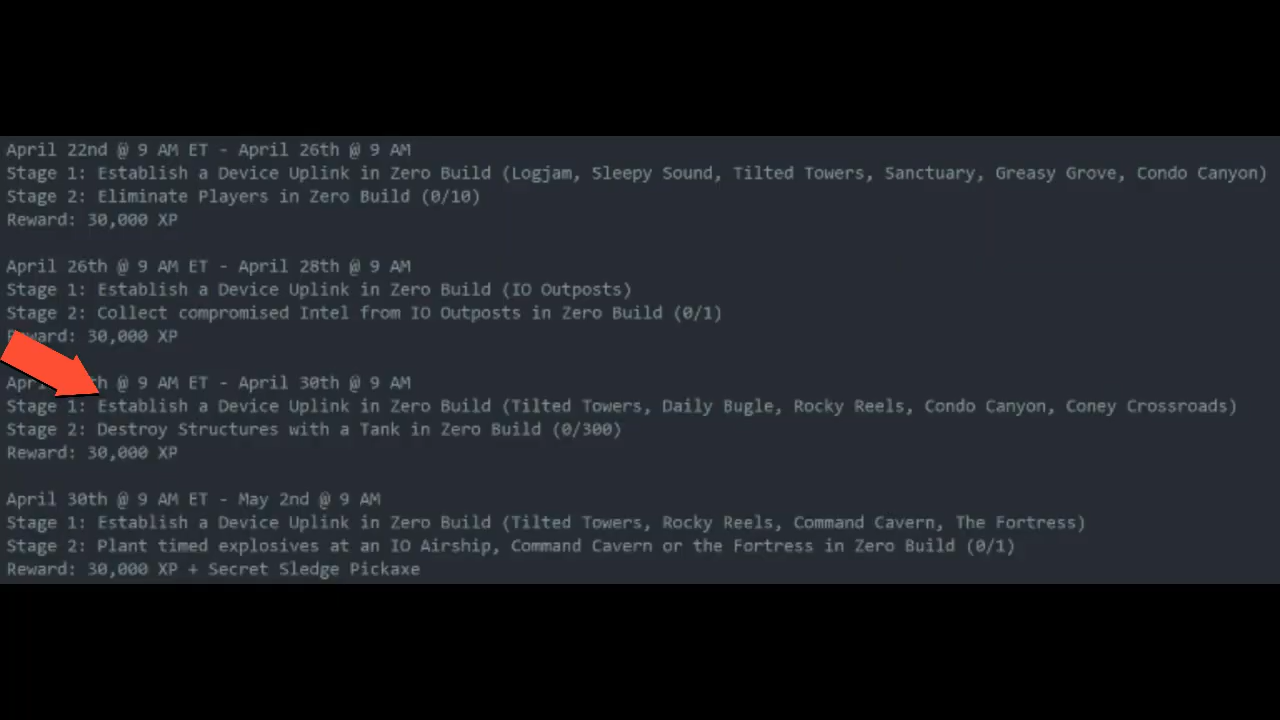 April 22nd @ 9 AM ET - April 26th @ 9 AM
Stage 1: Establish a Device Uplink in Zero Build (Logjam, Sleepy Sound, Tilted Towers, Sanctuary, Greasy Grove, Condo Canyon)
Stage 2: Eliminate Players in Zero Build (0/10)
Reward: 30,000 XP
April 26th @ 9 AM ET - April 28th @ 9 AM
Stage 1: Establish a Device Uplink in Zero Build (IO Outposts)
Stage 2: Collect compromised Intel from IO Outposts in Zero Build (0/1)
Reward: 30,000 XP
@ 9 AM ET - April 30th @ 9 AM
Stage 1: Establish a Device Uplink in Zero Build (Tilted Towers, Daily Bugle, Rocky Reels, Condo Canyon, Coney Crossroads)
Stage 2: Destroy Structures with a Tank in Zero Build (0/300)
Reward: 30,000 XP
April 30th @ 9 AM ET - May 2nd @ 9 AM
Stage 1: Establish a Device Uplink in Zero Build (Tilted Towers, Rocky Reels, Command Cavern, The Fortress)
Stage 2: Plant timed explosives at an IO Airship, Command Cavern or the Fortress in Zero Build (0/1)
Reward: 30,000 XP + Secret Sledge Pickaxe